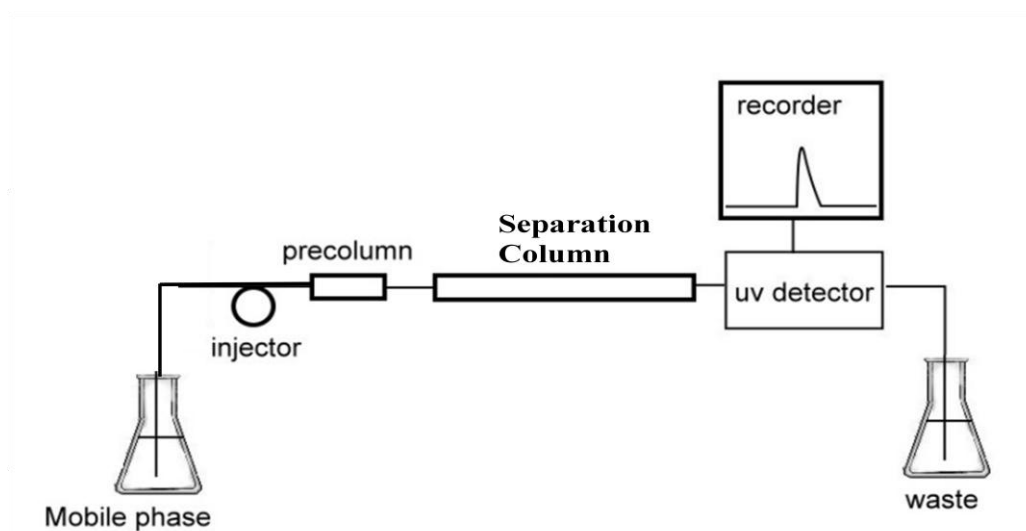 recorder
Separation
Column
precolumn
uv detector
injector
waste
Mobile phase